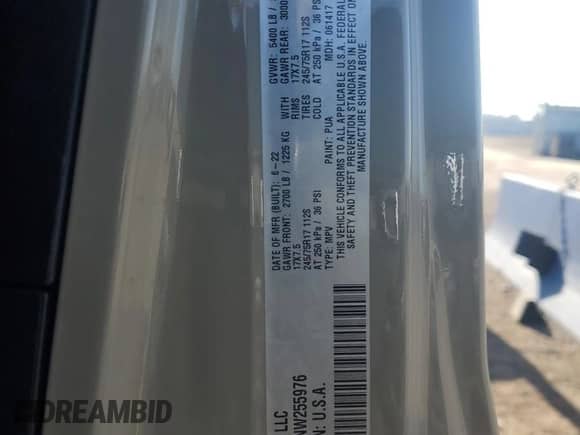 LLC
DATE OF MFR (BUILT): 6-22 GVWR: 5400 LB /
GAWR FRONT: 2700 LB / 1225 KG WITH GAWR REAR: 3000
17X7.5 RIMS 17X7.5
245/75R17 112S TIRES 245/75R17 112S
AT 250 kPa / 36 PSI COLD AT 250 kPa / 36 PSI
TYPE: MPV PAINT: PUA MDH: 061417
THIS VEHICLE CONFORMS TO ALL APPLICABLE U.S.A. FEDERAL
SAFETY AND THEFT PREVENTION STANDARDS IN EFFECT ON
MANUFACTURE SHOWN ABOVE.
NW255976
N: U.S.A.
DREAMBID